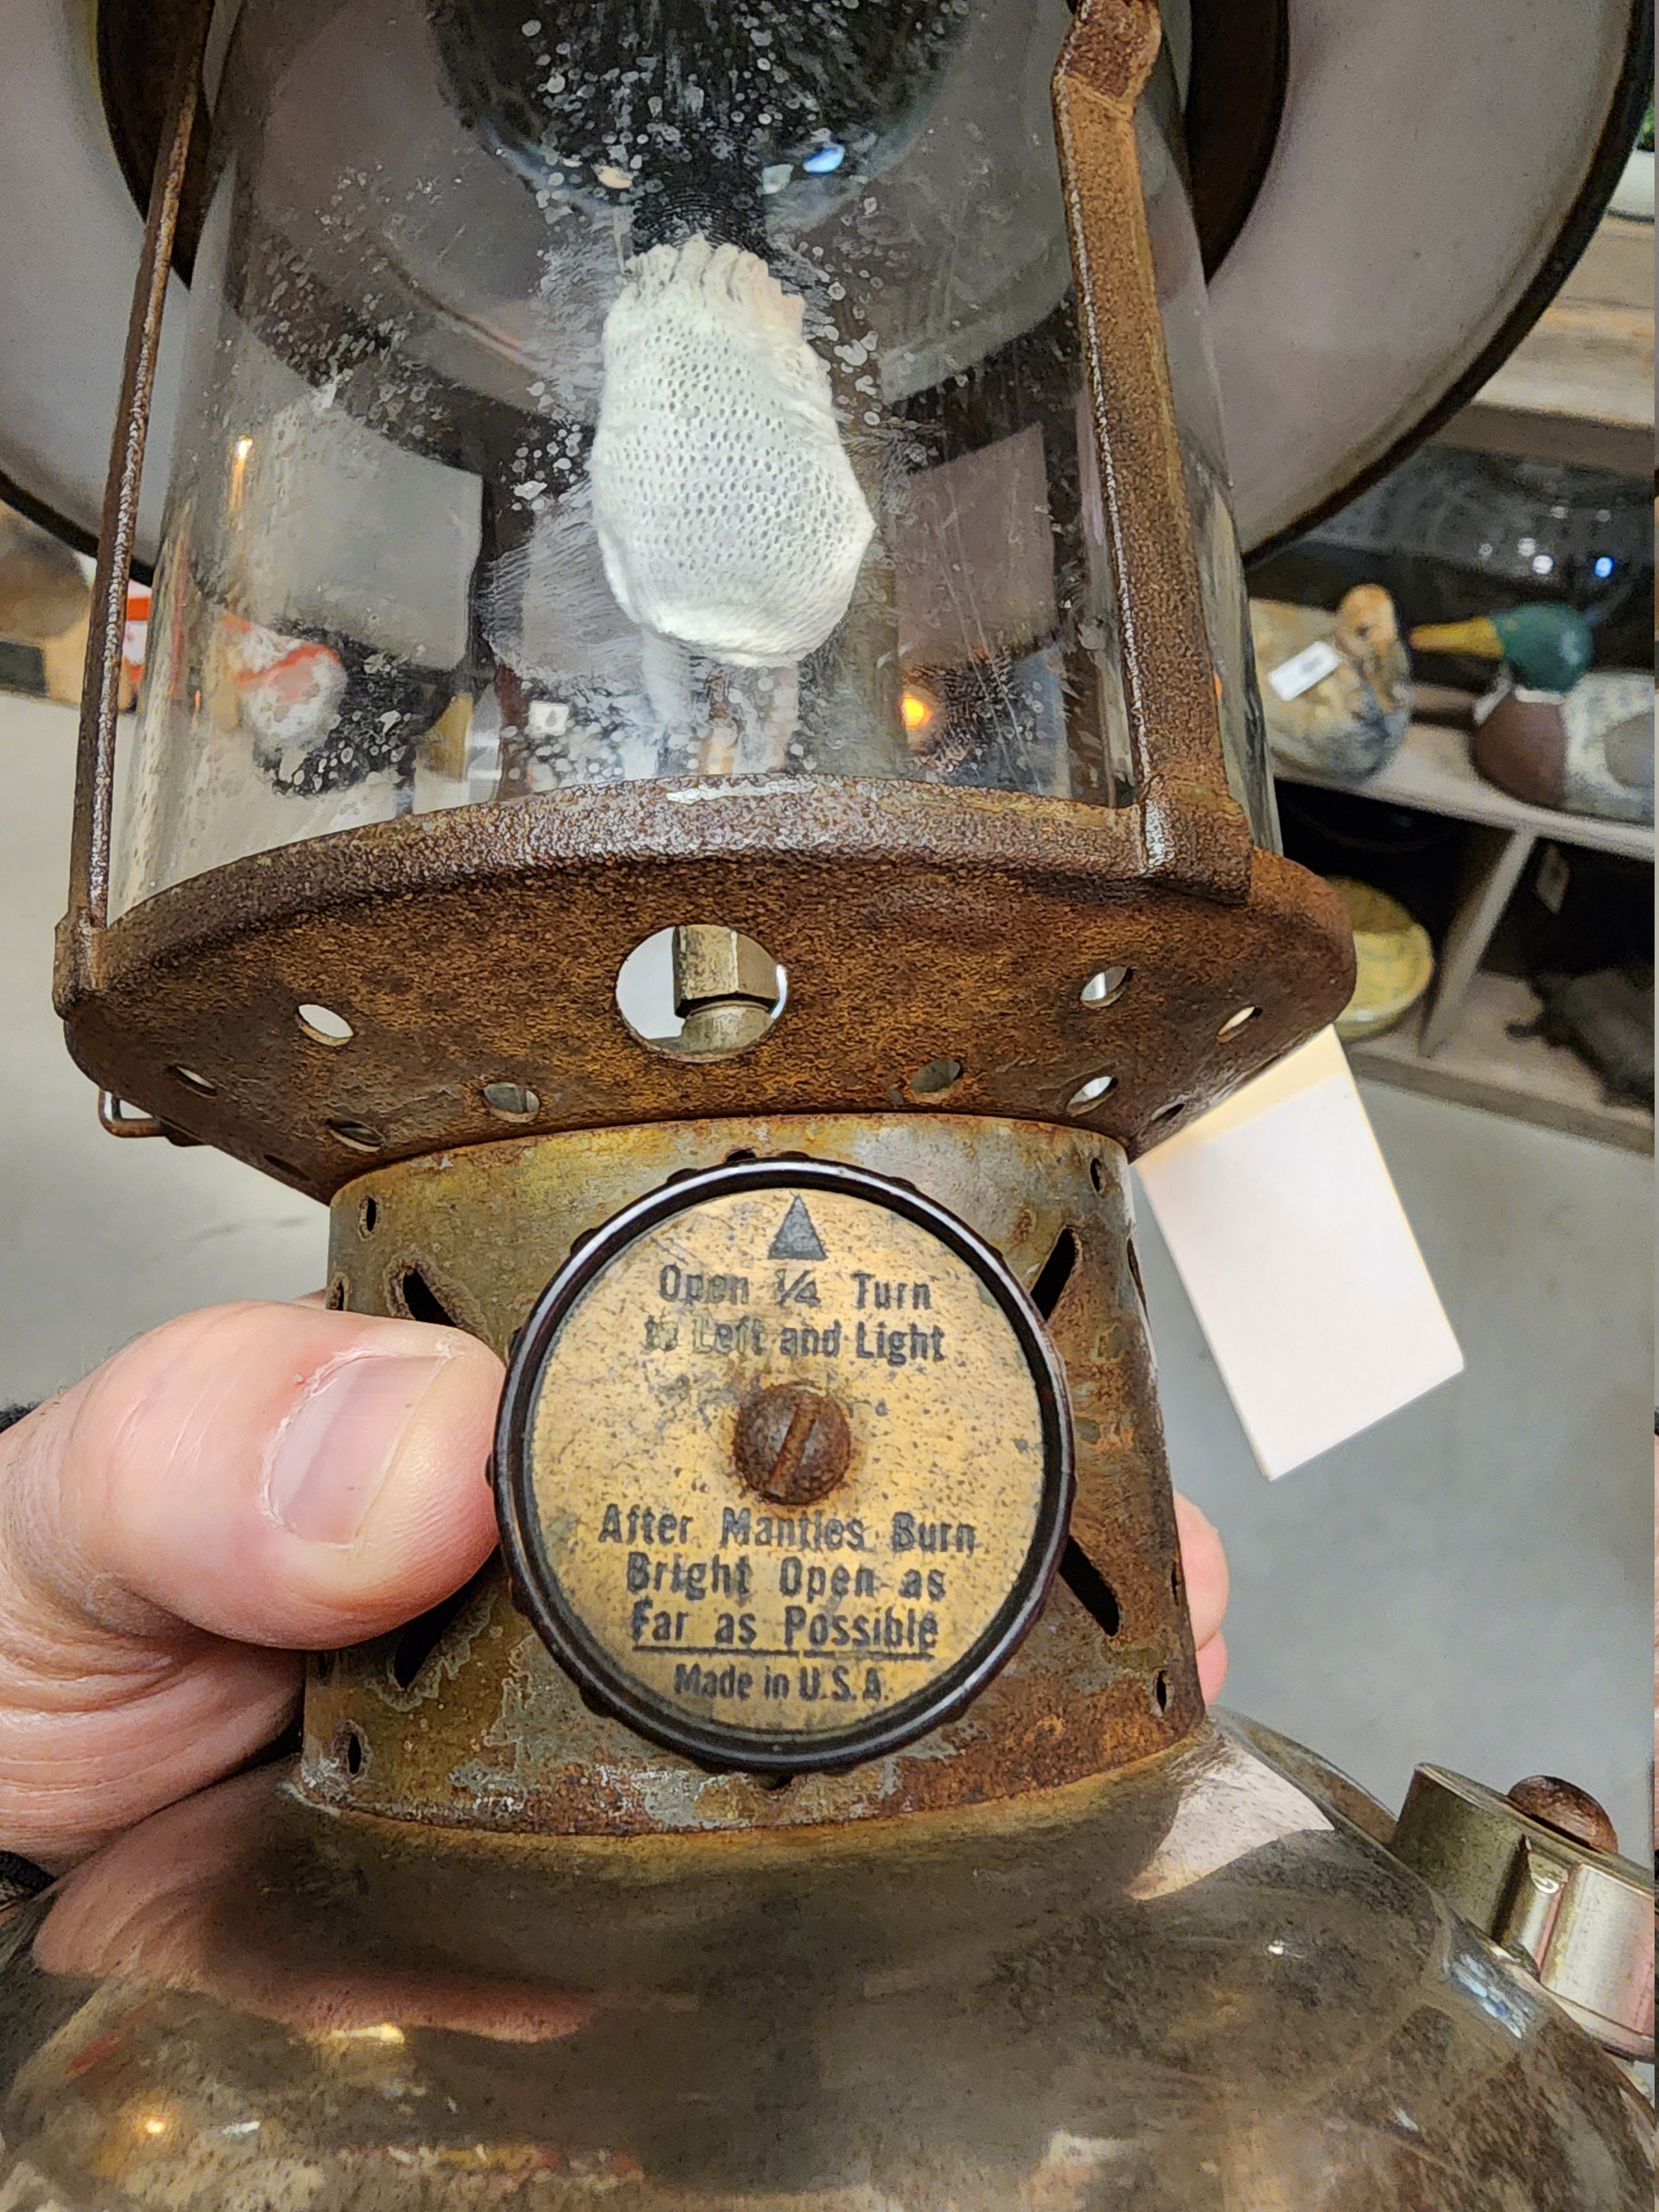 Open 1/4 Turn
to Left and Light
After Mantles Burn
Bright Open as
Far as Possible
Made in U.S.A.